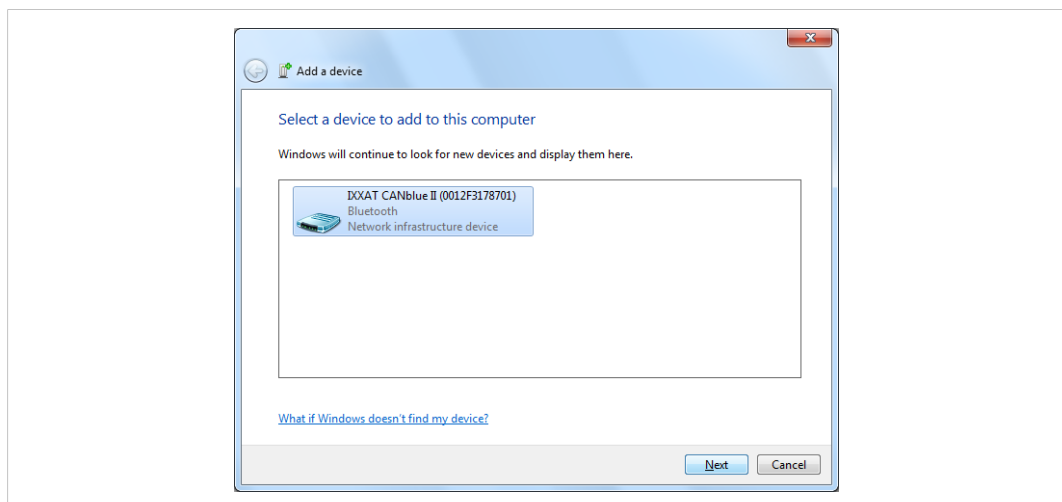 Add a device
Select a device to add to this computer
Windows will continue to look for new devices and display them here.
IXXAT CANblue II (0012F3178701)
Bluetooth
Network infrastructure device
What if Windows doesn't find my device?
Next
Cancel